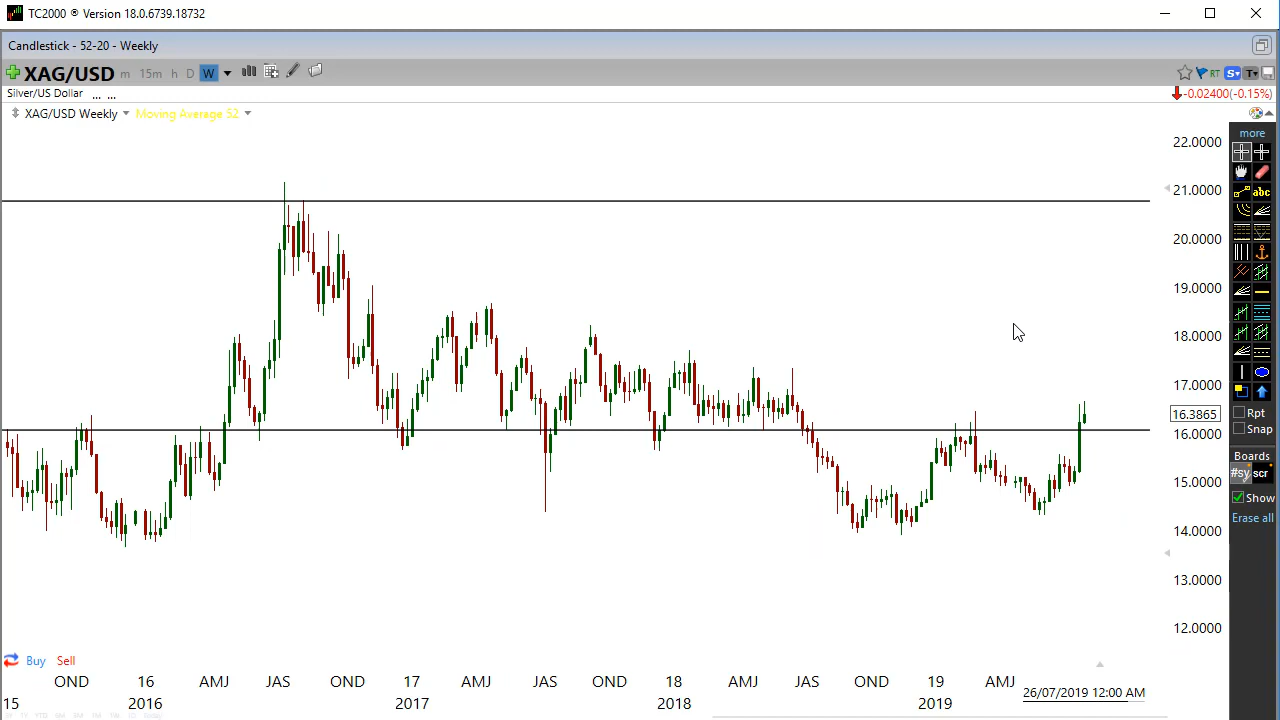 TC2000 ® Version 18.0.6739.18732
Candlestick - 52-20 - Weekly
XAG/USD m 15m h D W
RT S T
Silver/US Dollar ... ...
-0.02400(-0.15%)
XAG/USD Weekly Moving Average 52
more
abc
22.0000
21.0000
20.0000
19.0000
18.0000
17.0000
16.3865
16.0000
15.0000
14.0000
13.0000
12.0000
Rpt
Snap
Boards
#sy scr
Show
Erase all
Buy Sell
OND 16 AMJ JAS OND 17 AMJ JAS OND 18 AMJ JAS OND 19 AMJ
26/07/2019 12:00 AM
15 2016 2017 2018 2019